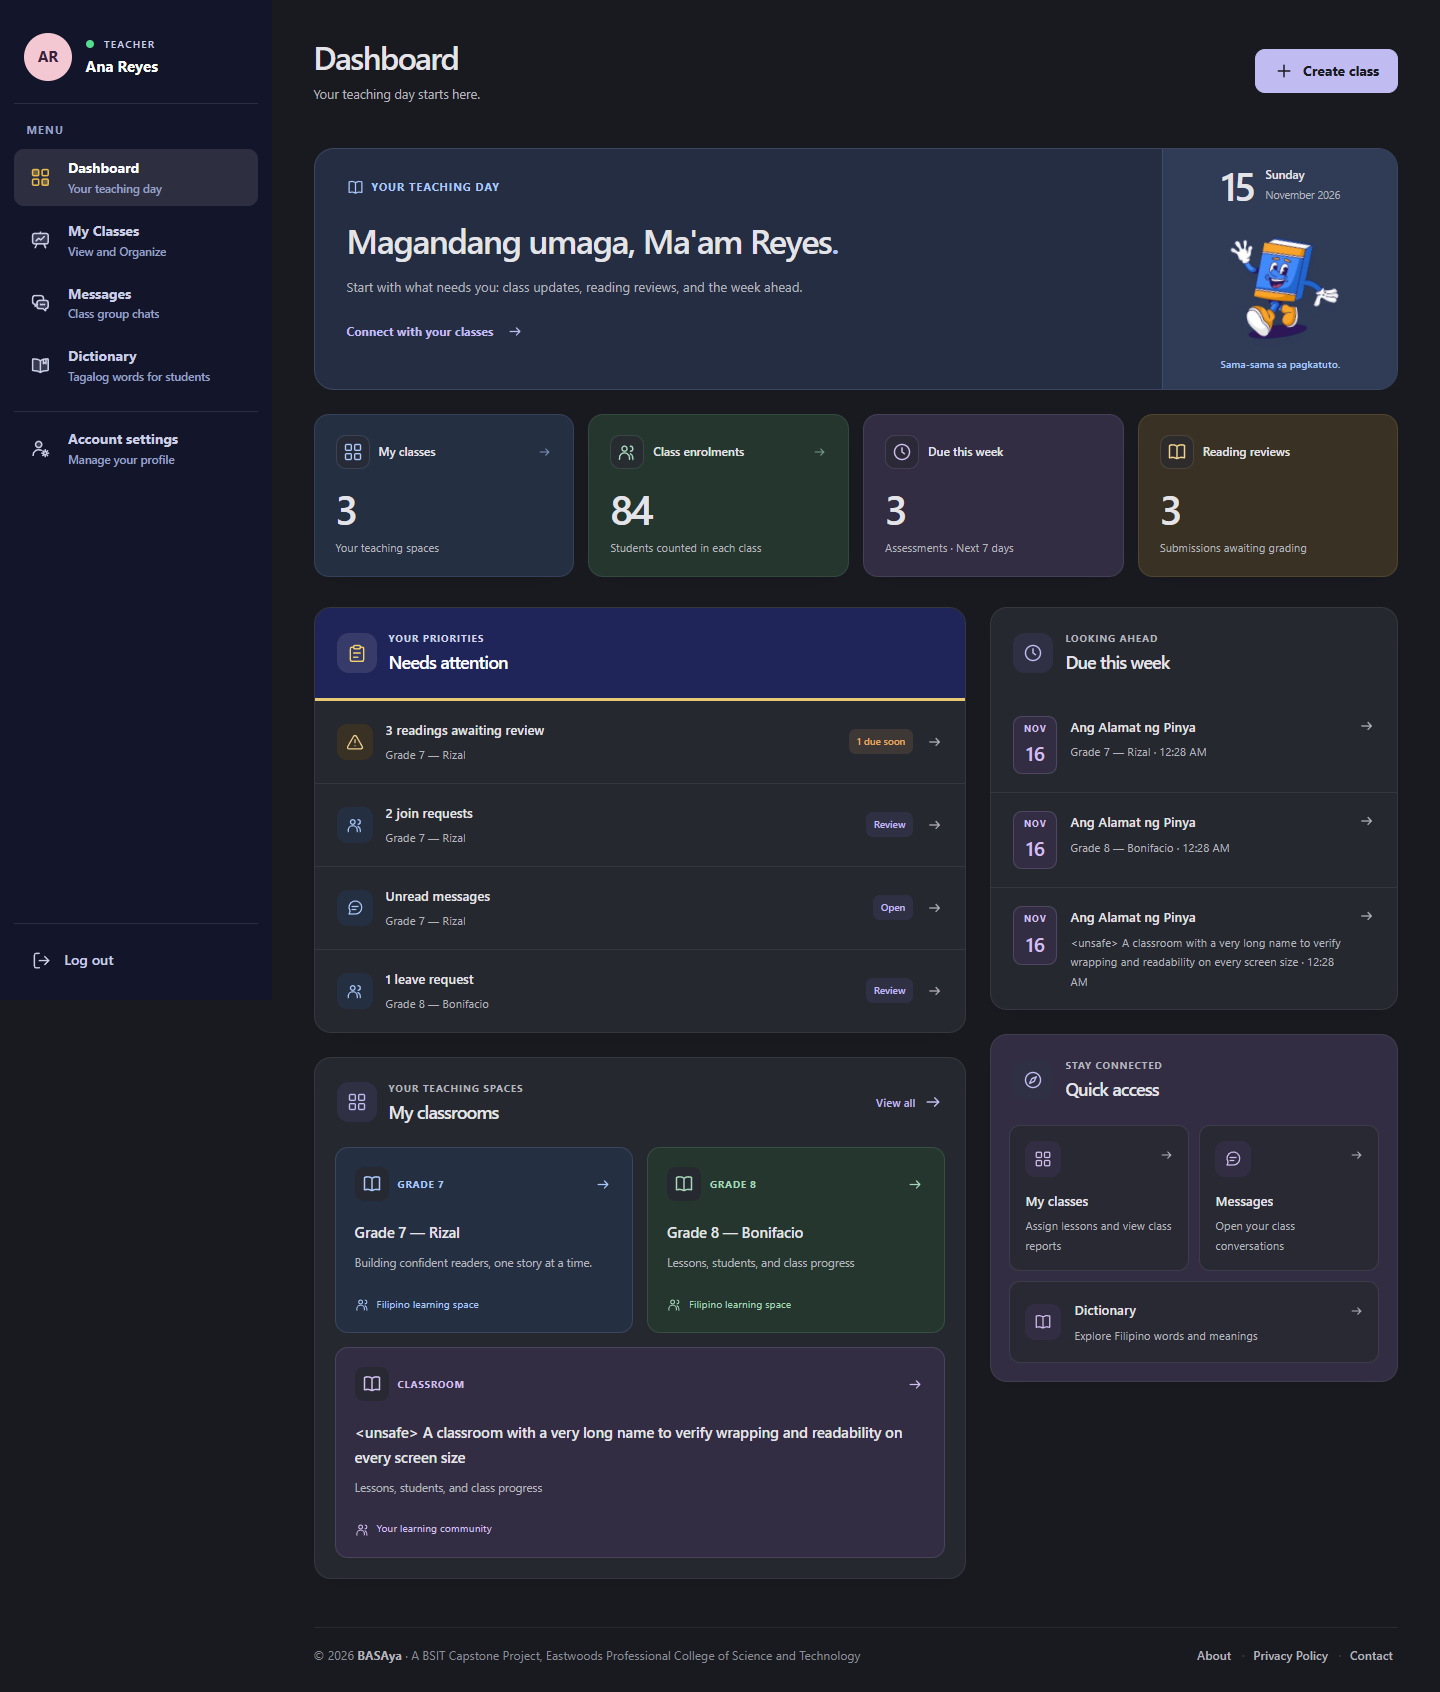 AR
TEACHER
Ana Reyes
MENU
Dashboard
Your teaching day
My Classes
View and Organize
Messages
Class group chats
Dictionary
Tagalog words for students
Account settings
Manage your profile
Log out
Dashboard
Your teaching day starts here.
Create class
YOUR TEACHING DAY
Magandang umaga, Ma'am Reyes.
Start with what needs you: class updates, reading reviews, and the week ahead.
Connect with your classes
15
Sunday
November 2026
Sama-sama sa pagkatuto.
My classes
3
Your teaching spaces
Class enrolments
84
Students counted in each class
Due this week
3
Assessments · Next 7 days
Reading reviews
3
Submissions awaiting grading
YOUR PRIORITIES
Needs attention
3 readings awaiting review
Grade 7 — Rizal
1 due soon
2 join requests
Grade 7 — Rizal
Review
Unread messages
Grade 7 — Rizal
Open
1 leave request
Grade 8 — Bonifacio
Review
LOOKING AHEAD
Due this week
NOV
16
Ang Alamat ng Pinya
Grade 7 — Rizal · 12:28 AM
NOV
16
Ang Alamat ng Pinya
Grade 8 — Bonifacio · 12:28 AM
NOV
16
Ang Alamat ng Pinya
<unsafe> A classroom with a very long name to verify
wrapping and readability on every screen size · 12:28
AM
YOUR TEACHING SPACES
My classrooms
View all
GRADE 7
Grade 7 — Rizal
Building confident readers, one story at a time.
Filipino learning space
GRADE 8
Grade 8 — Bonifacio
Lessons, students, and class progress
Filipino learning space
CLASSROOM
<unsafe> A classroom with a very long name to verify wrapping and readability on
every screen size
Lessons, students, and class progress
Your learning community
STAY CONNECTED
Quick access
My classes
Assign lessons and view class
reports
Messages
Open your class
conversations
Dictionary
Explore Filipino words and meanings
© 2026 BASAya · A BSIT Capstone Project, Eastwoods Professional College of Science and Technology
About · Privacy Policy · Contact